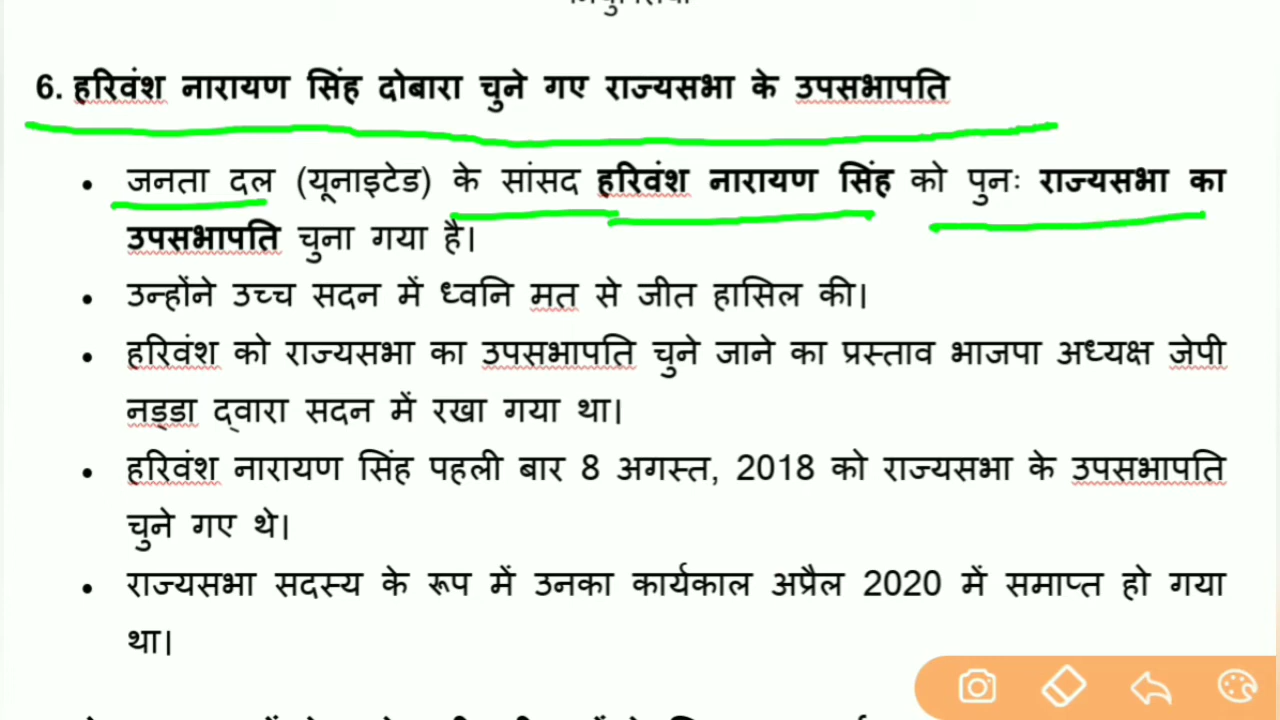 6. हरिवंश नारायण सिंह दोबारा चुने गए राज्यसभा के उपसभापति
• जनता दल (यूनाइटेड) के सांसद हरिवंश नारायण सिंह को पुनः राज्यसभा का
उपसभापति चुना गया है।
• उन्होंने उच्च सदन में ध्वनि मत से जीत हासिल की।
• हरिवंश को राज्यसभा का उपसभापति चुने जाने का प्रस्ताव भाजपा अध्यक्ष जेपी
नड्डा द्वारा सदन में रखा गया था।
• हरिवंश नारायण सिंह पहली बार 8 अगस्त, 2018 को राज्यसभा के उपसभापति
चुने गए थे।
• राज्यसभा सदस्य के रूप में उनका कार्यकाल अप्रैल 2020 में समाप्त हो गया
था।